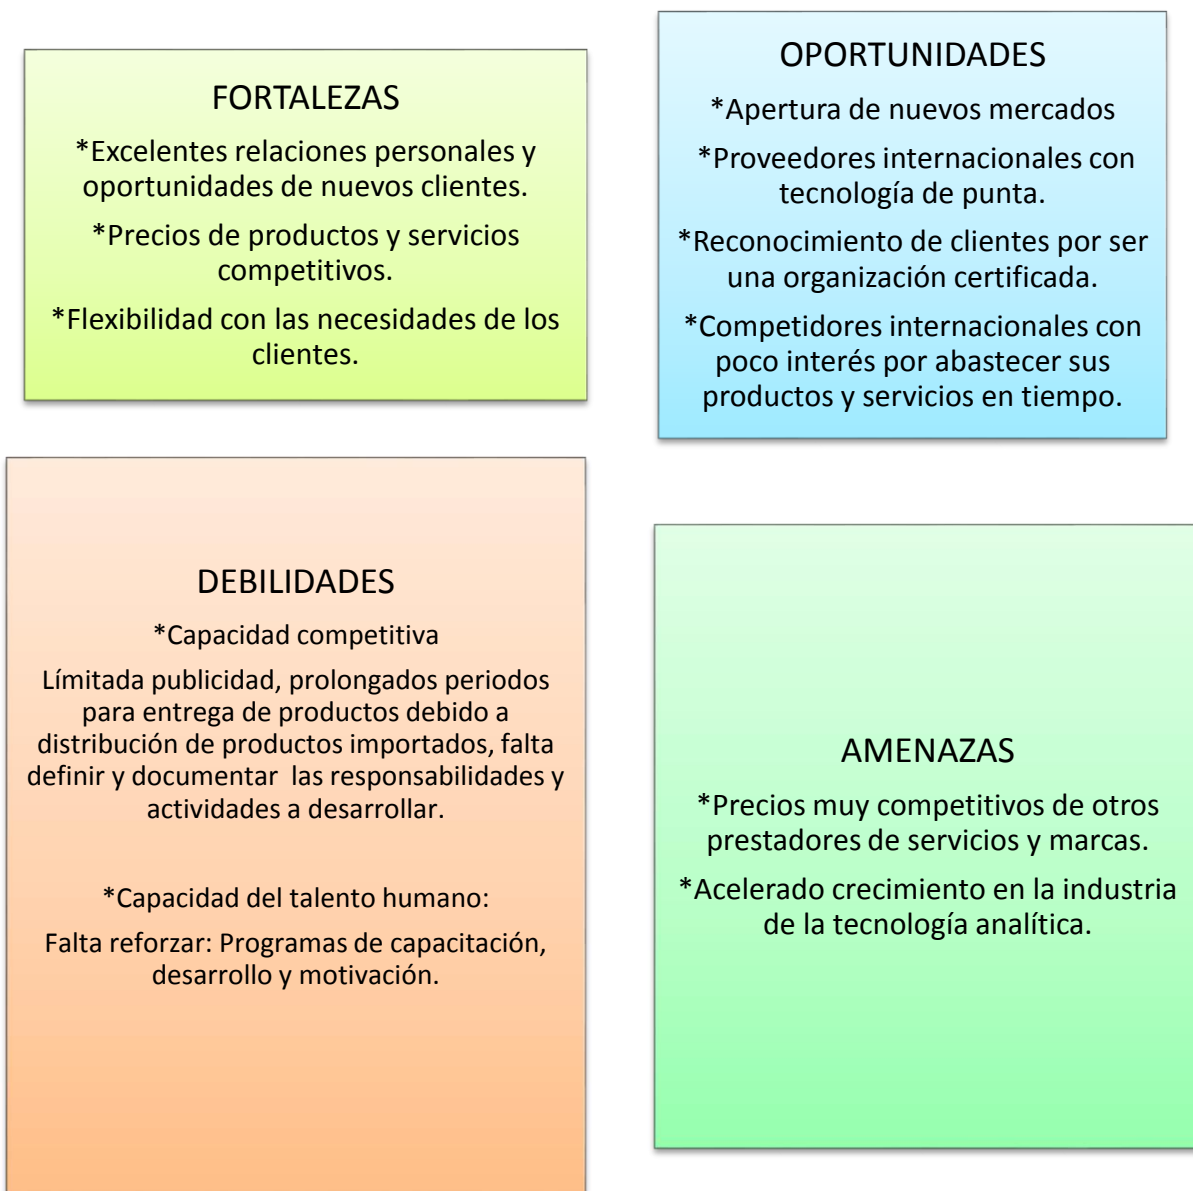 FORTALEZAS
*Excelentes relaciones personales y
oportunidades de nuevos clientes.
*Precios de productos y servicios
competitivos.
*Flexibilidad con las necesidades de los
clientes.
OPORTUNIDADES
*Apertura de nuevos mercados
*Proveedores internacionales con
tecnología de punta.
*Reconocimiento de clientes por ser
una organización certificada.
*Competidores internacionales con
poco interés por abastecer sus
productos y servicios en tiempo.
DEBILIDADES
*Capacidad competitiva
Límitada publicidad, prolongados periodos
para entrega de productos debido a
distribución de productos importados, falta
definir y documentar  las responsabilidades y
actividades a desarrollar.
*Capacidad del talento humano:
Falta reforzar: Programas de capacitación,
desarrollo y motivación.
AMENAZAS
*Precios muy competitivos de otros
prestadores de servicios y marcas.
*Acelerado crecimiento en la industria
de la tecnología analítica.